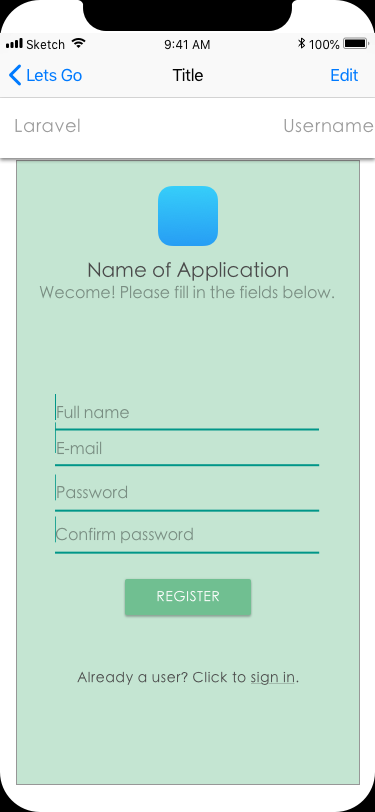 Sketch 9:41 AM 100%
Lets Go Title Edit
Laravel Username
Name of Application
Wecome! Please fill in the fields below.
Full name
E-mail
Password
Confirm password
REGISTER
Already a user? Click to sign in.